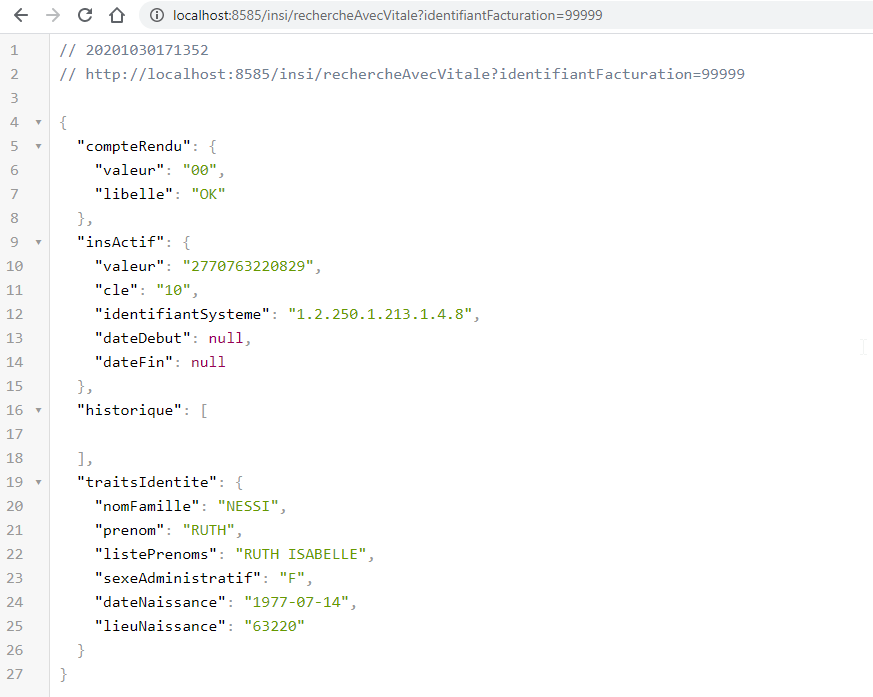 localhost:8585/insi/rechercheAvecVitale?identifiantFacturation=99999
1 // 20201030171352
2 // http://localhost:8585/insi/rechercheAvecVitale?identifiantFacturation=99999
3
4 {
5 "compteRendu": {
6 "valeur": "00",
7 "libelle": "OK"
8 },
9 "insActif": {
10 "valeur": "2770763220829",
11 "cle": "10",
12 "identifiantSysteme": "1.2.250.1.213.1.4.8",
13 "dateDebut": null,
14 "dateFin": null
15 },
16 "historique": [
17
18 ],
19 "traitsIdentite": {
20 "nomFamille": "NESSI",
21 "prenom": "RUTH",
22 "listePrenoms": "RUTH ISABELLE",
23 "sexeAdministratif": "F",
24 "dateNaissance": "1977-07-14",
25 "lieuNaissance": "63220"
26 }
27 }